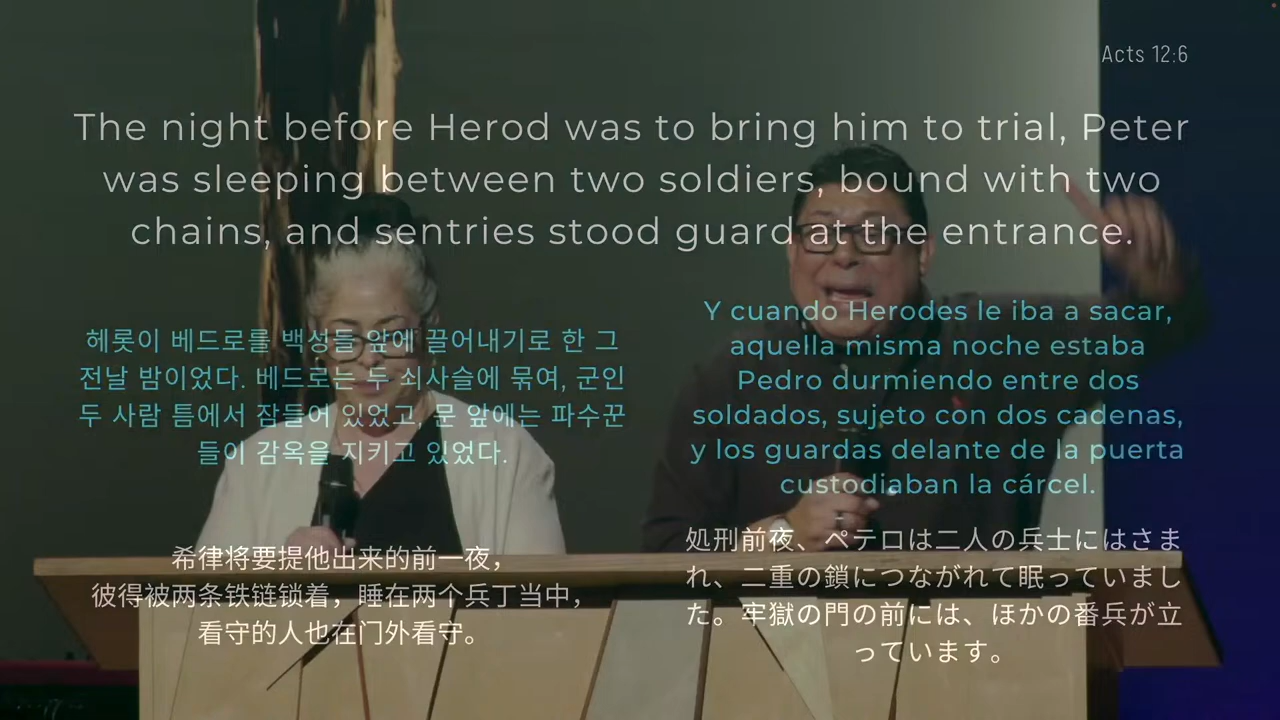 Acts 12:6
The night before Herod was to bring him to trial, Peter
was sleeping between two soldiers, bound with two
chains, and sentries stood guard at the entrance.
헤롯이 베드로를 백성들 앞에 끌어내기로 한 그
전날 밤이었다. 베드로는 두 쇠사슬에 묶여, 군인
두 사람 틈에서 잠들어 있었고, 문 앞에는 파수꾼
들이 감옥을 지키고 있었다.
Y cuando Herodes le iba a sacar,
aquella misma noche estaba
Pedro durmiendo entre dos
soldados, sujeto con dos cadenas,
y los guardas delante de la puerta
custodiaban la cárcel.
希律将要提他出来的前一夜，
彼得被两条铁链锁着，睡在两个兵丁当中，
看守的人也在门外看守。
処刑前夜、ペテロは二人の兵士にはさま
れ、二重の鎖につながれて眠っていまし
た。牢獄の門の前には、ほかの番兵が立
っています。